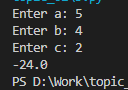 Enter a: 5
Enter b: 4
Enter c: 2
-24.0
PS D:\Work\topic_